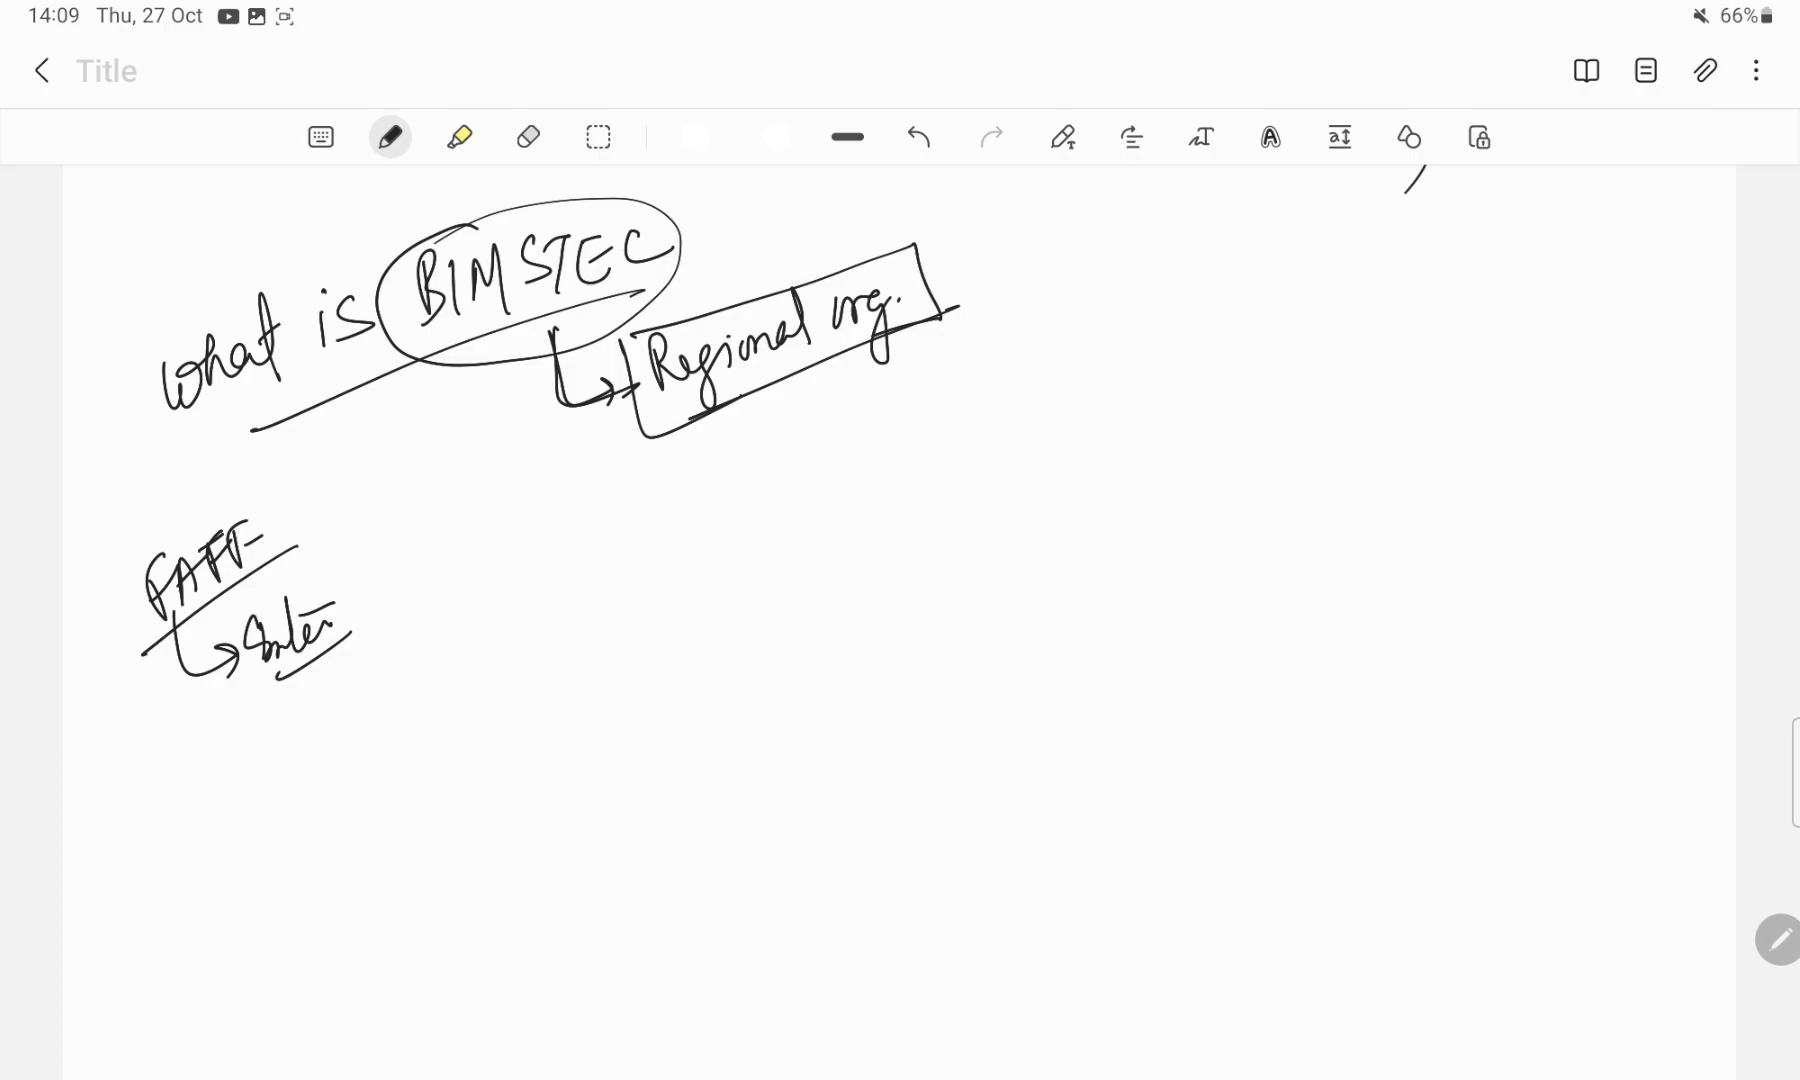 14:09 Thu, 27 Oct 66%
Title
What is BIMSTEC
Regional org.
FATF
Inter